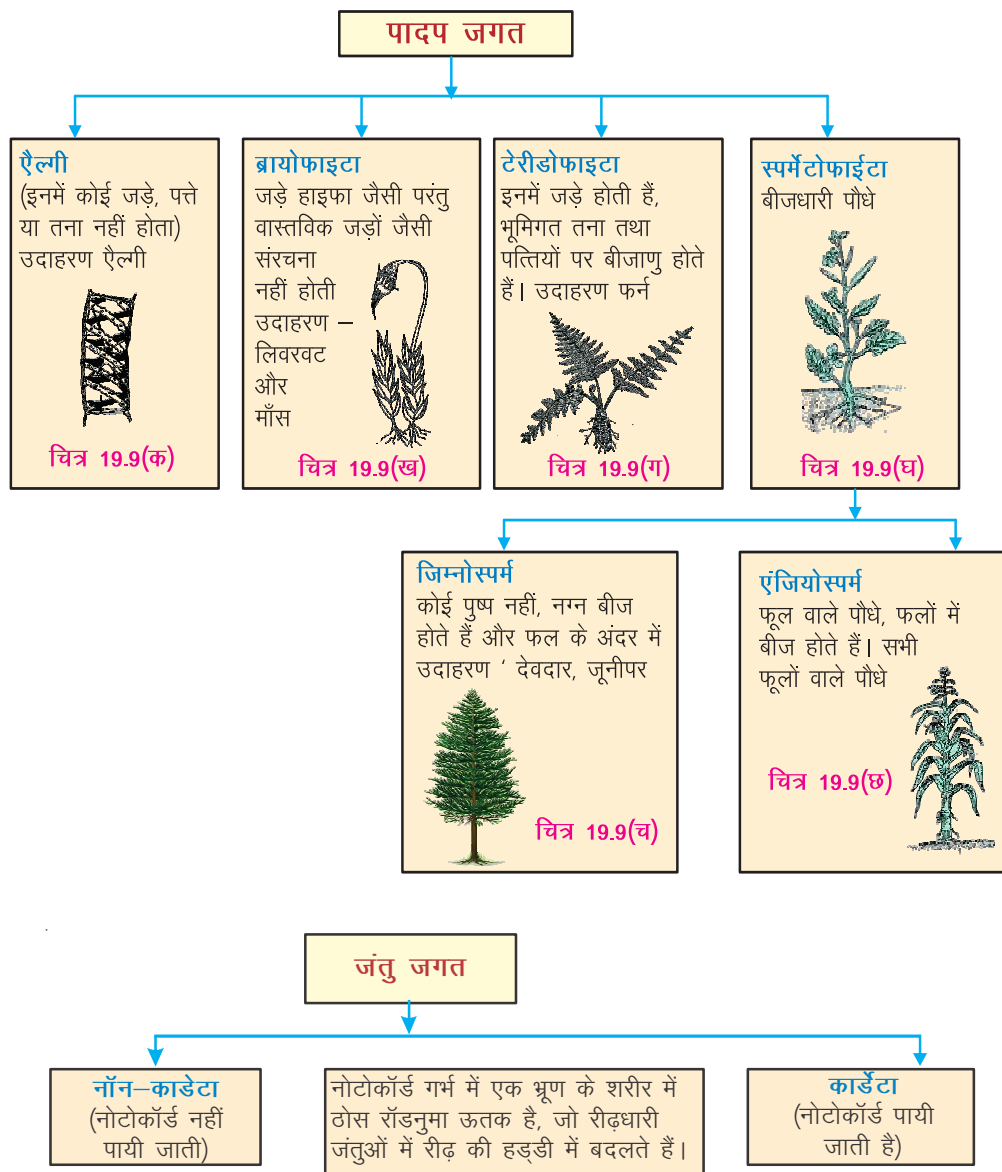 पादप जगत
ऐल्गी
(इनमें कोई जड़े, पत्ते
या तना नहीं होता)
उदाहरण ऐल्गी
चित्र 19.9(क)
ब्रायोफाइटा
जड़े हाइफा जैसी परंतु
वास्तविक जड़ों जैसी
संरचना
नहीं होती
उदाहरण –
लिवरवट
और
माँस
चित्र 19.9(ख)
टेरीडोफाइटा
इनमें जड़े होती हैं,
भूमिगत तना तथा
पत्तियों पर बीजाणु होते
हैं। उदाहरण फर्न
चित्र 19.9(ग)
स्पर्मेटोफाईटा
बीजधारी पौधे
चित्र 19.9(घ)
जिम्नोस्पर्म
कोई पुष्प नहीं, नग्न बीज
होते हैं और फल के अंदर में
उदाहरण ' देवदार, जूनीपर
चित्र 19.9(च)
एंजियोस्पर्म
फूल वाले पौधे, फलों में
बीज होते हैं। सभी
फूलों वाले पौधे
चित्र 19.9(छ)
जंतु जगत
नॉन–काडेटा
(नोटोकॉर्ड नहीं
पायी जाती)
नोटोकॉर्ड गर्भ में एक भ्रूण के शरीर में
ठोस रॉडनुमा ऊतक है, जो रीढ़धारी
जंतुओं में रीढ़ की हड्डी में बदलते हैं।
कार्डेटा
(नोटोकॉर्ड पायी
जाती है)